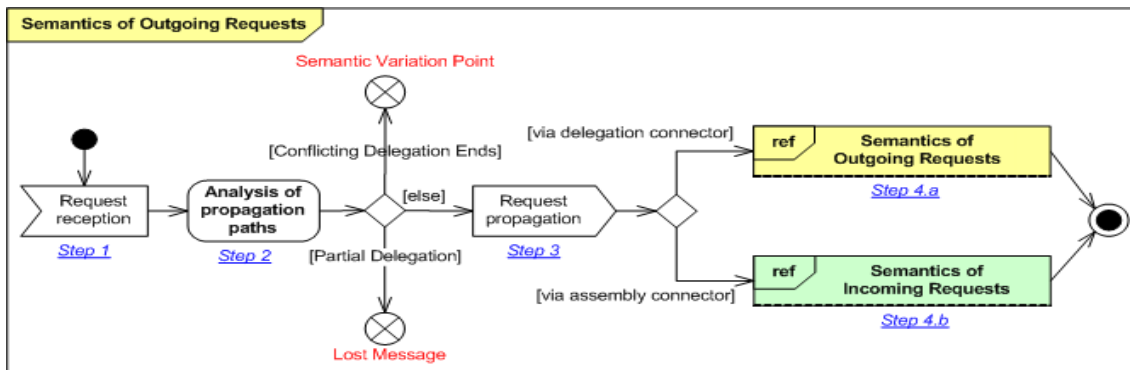 Semantics of Outgoing Requests
Semantic Variation Point
[Conflicting Delegation Ends]
Request
reception
Step 1
Analysis of
propagation
paths
Step 2
[else]
[Partial Delegation]
Lost Message
Request
propagation
Step 3
[via delegation connector]
ref
Semantics of
Outgoing Requests
Step 4.a
[via assembly connector]
ref
Semantics of
Incoming Requests
Step 4.b